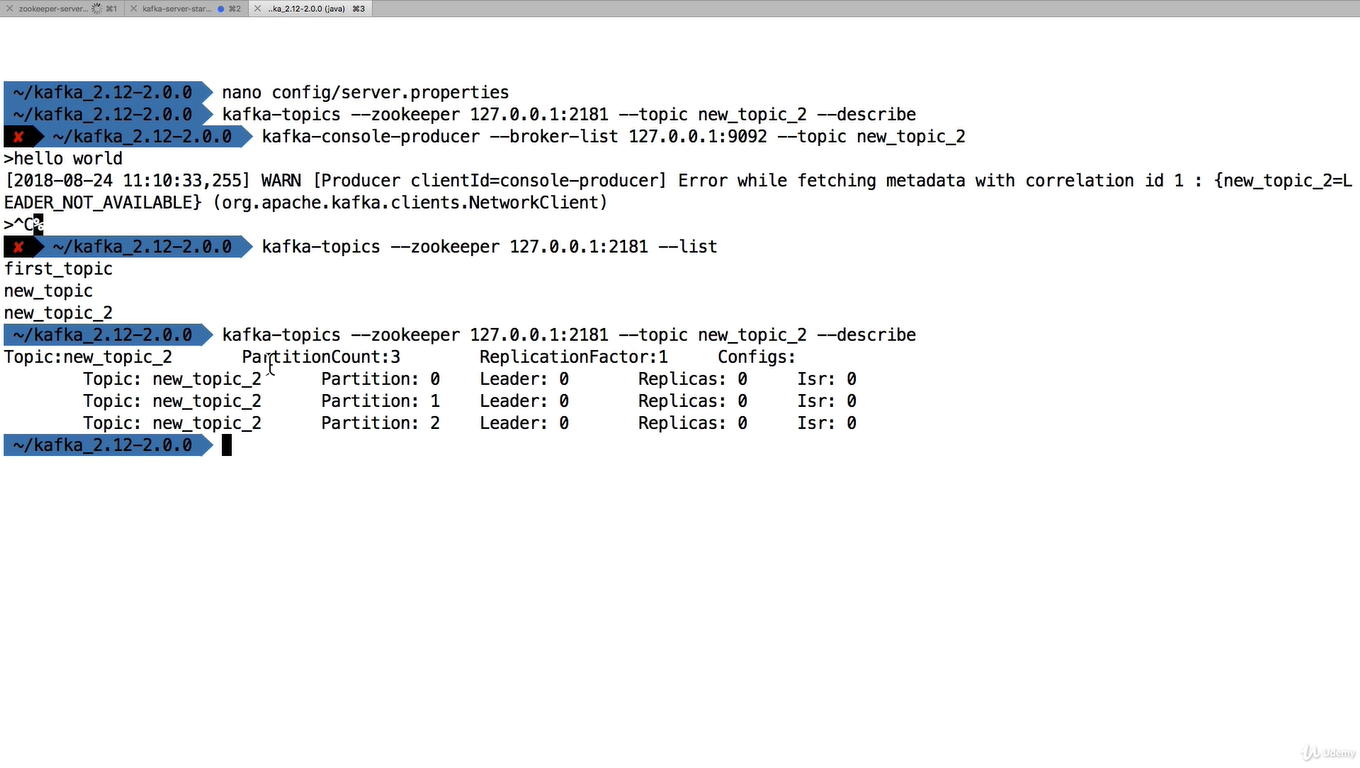 zookeeper-server... ⌘1 kafka-server-star... ⌘2 ..ka_2.12-2.0.0 (java) ⌘3
~/kafka_2.12-2.0.0 nano config/server.properties
~/kafka_2.12-2.0.0 kafka-topics --zookeeper 127.0.0.1:2181 --topic new_topic_2 --describe
✘ ~/kafka_2.12-2.0.0 kafka-console-producer --broker-list 127.0.0.1:9092 --topic new_topic_2
>hello world
[2018-08-24 11:10:33,255] WARN [Producer clientId=console-producer] Error while fetching metadata with correlation id 1 : {new_topic_2=L
EADER_NOT_AVAILABLE} (org.apache.kafka.clients.NetworkClient)
>^C%
✘ ~/kafka_2.12-2.0.0 kafka-topics --zookeeper 127.0.0.1:2181 --list
first_topic
new_topic
new_topic_2
~/kafka_2.12-2.0.0 kafka-topics --zookeeper 127.0.0.1:2181 --topic new_topic_2 --describe
Topic:new_topic_2 PartitionCount:3 ReplicationFactor:1 Configs:
Topic: new_topic_2 Partition: 0 Leader: 0 Replicas: 0 Isr: 0
Topic: new_topic_2 Partition: 1 Leader: 0 Replicas: 0 Isr: 0
Topic: new_topic_2 Partition: 2 Leader: 0 Replicas: 0 Isr: 0
~/kafka_2.12-2.0.0
Udemy